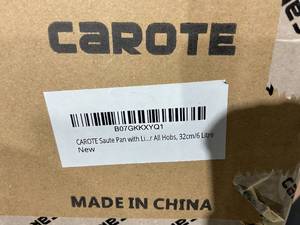 CAROTE
B07GKKXYQ1
CAROTE Saute Pan with Li...r All Hobs, 32cm/6 Litre
New
MADE IN CHINA